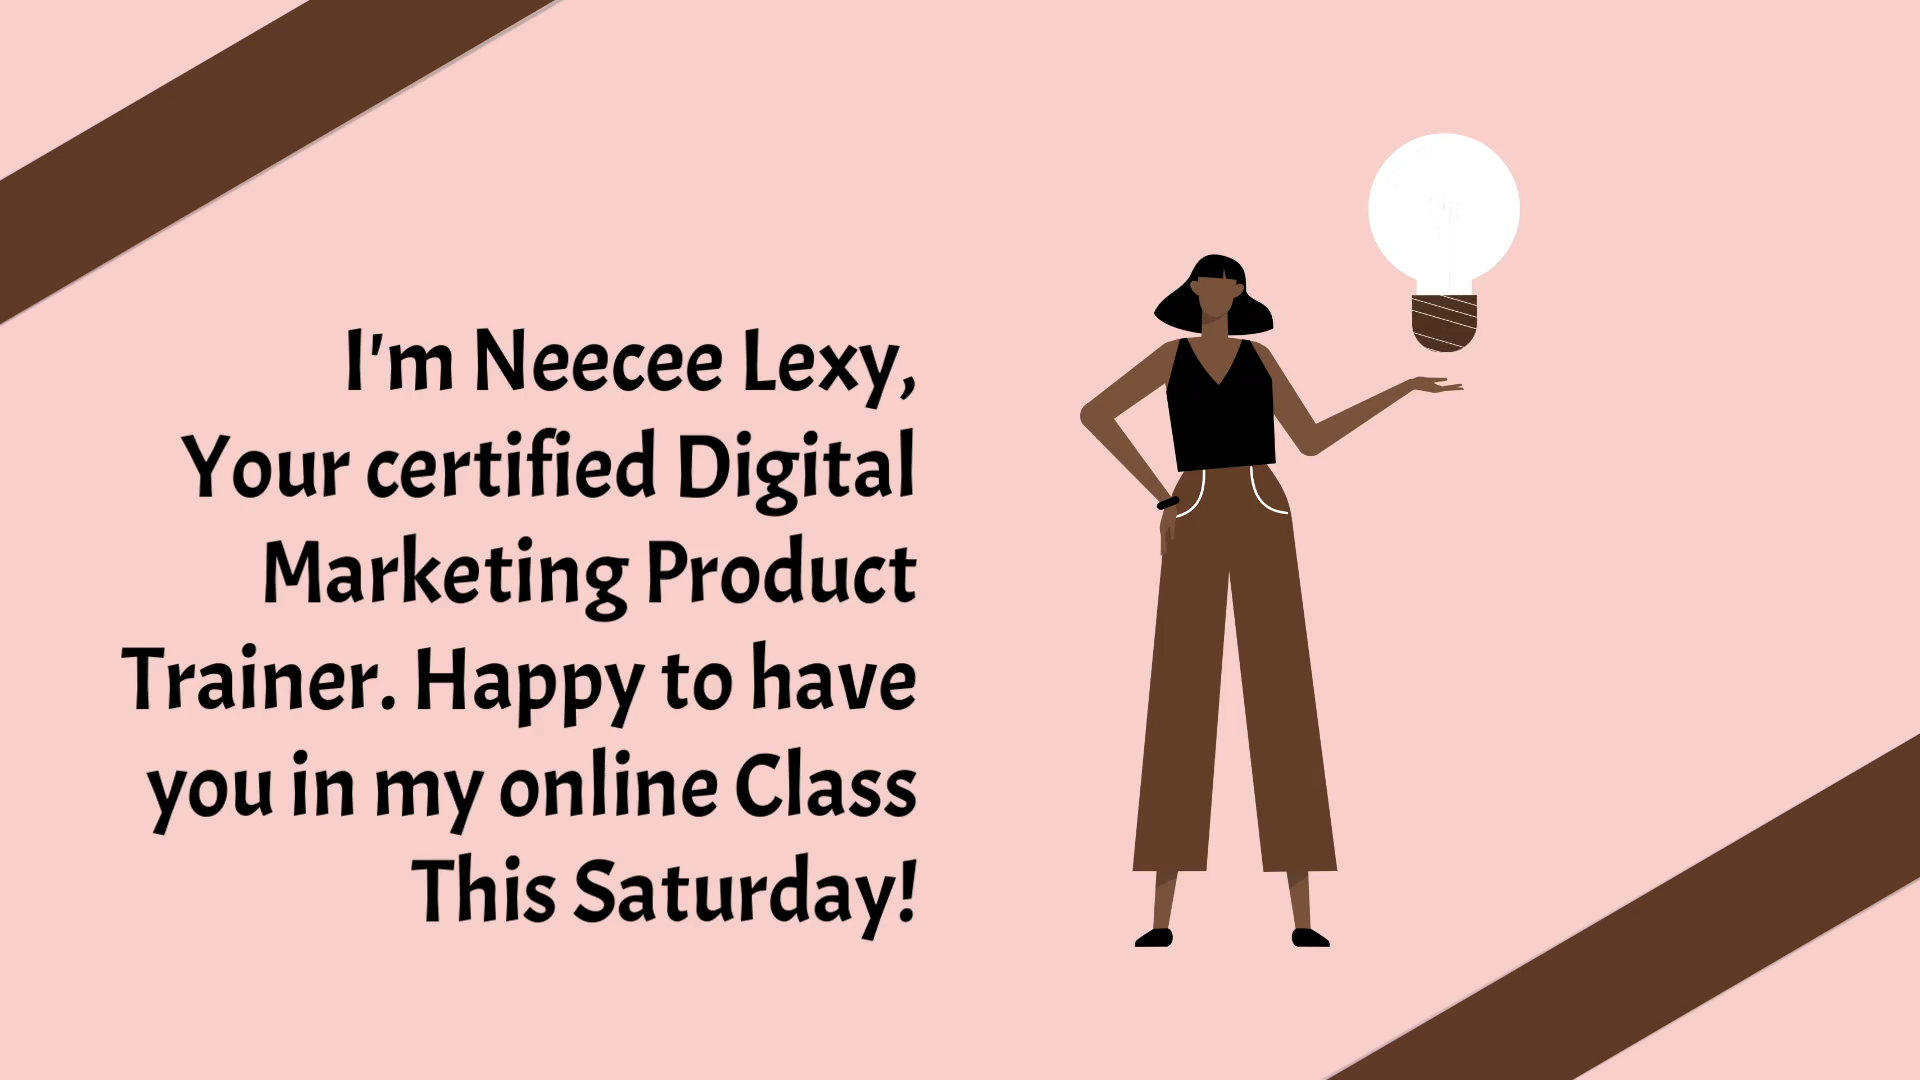 I'm Neecee Lexy,
Your certified Digital
Marketing Product
Trainer. Happy to have
you in my online Class
This Saturday!